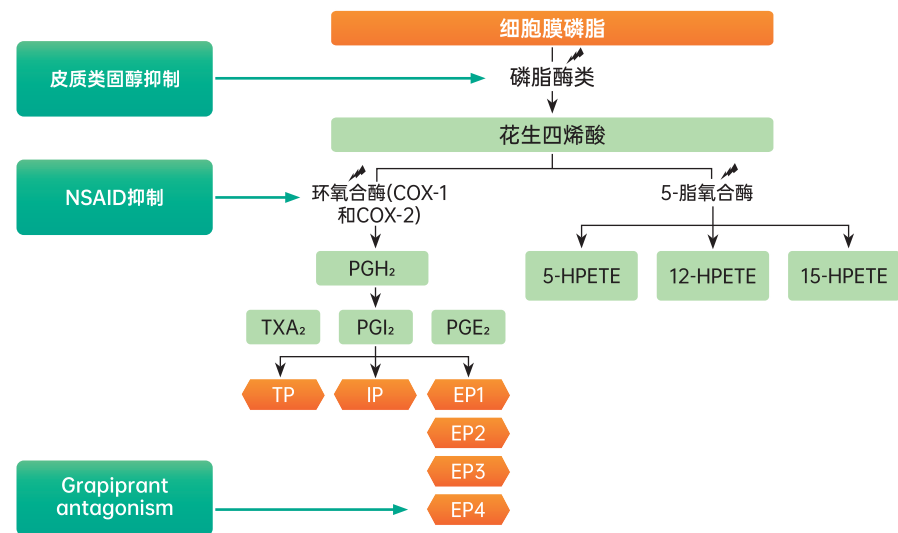 细胞膜磷脂
皮质类固醇抑制
磷脂酶类
花生四烯酸
NSAID抑制
环氧合酶(COX-1
和COX-2)
5-脂氧合酶
PGH₂
5-HPETE
12-HPETE
15-HPETE
TXA₂
PGI₂
PGE₂
TP
IP
EP1
EP2
EP3
Grapiprant
antagonism
EP4